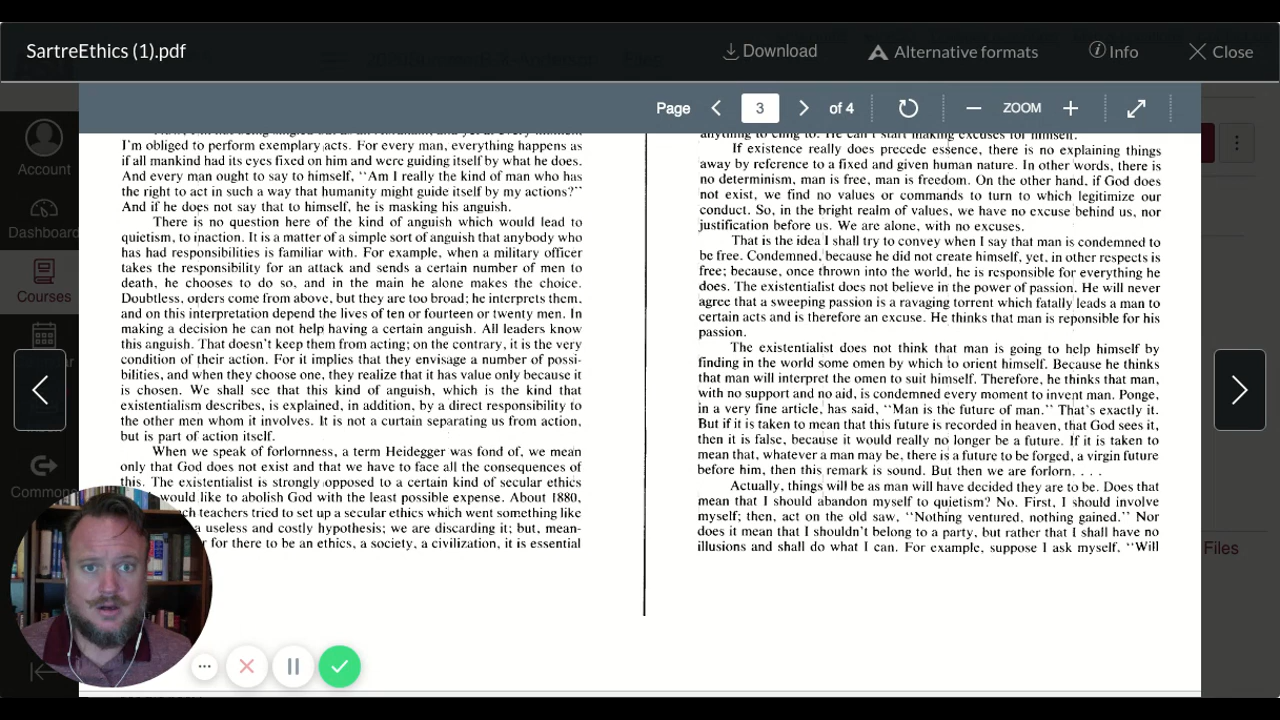 SartreEthics (1).pdf
Download
Alternative formats
Info
Close
Page
3
of 4
ZOOM
Account
Dashboard
Courses
Commons
Files
I'm obliged to perform exemplary acts. For every man, everything happens as
if all mankind had its eyes fixed on him and were guiding itself by what he does.
And every man ought to say to himself, "Am I really the kind of man who has
the right to act in such a way that humanity might guide itself by my actions?"
And if he does not say that to himself, he is masking his anguish.
There is no question here of the kind of anguish which would lead to
quietism, to inaction. It is a matter of a simple sort of anguish that anybody who
has had responsibilities is familiar with. For example, when a military officer
takes the responsibility for an attack and sends a certain number of men to
death, he chooses to do so, and in the main he alone makes the choice.
Doubtless, orders come from above, but they are too broad; he interprets them,
and on this interpretation depend the lives of ten or fourteen or twenty men. In
making a decision he can not help having a certain anguish. All leaders know
this anguish. That doesn't keep them from acting; on the contrary, it is the very
condition of their action. For it implies that they envisage a number of possi-
bilities, and when they choose one, they realize that it has value only because it
is chosen. We shall see that this kind of anguish, which is the kind that
existentialism describes, is explained, in addition, by a direct responsibility to
the other men whom it involves. It is not a curtain separating us from action,
but is part of action itself.
When we speak of forlornness, a term Heidegger was fond of, we mean
only that God does not exist and that we have to face all the consequences of
this. The existentialist is strongly opposed to a certain kind of secular ethics
would like to abolish God with the least possible expense. About 1880,
ch teachers tried to set up a secular ethics which went something like
a useless and costly hypothesis; we are discarding it; but, mean-
for there to be an ethics, a society, a civilization, it is essential
anything to cling to. He can't start making excuses for himself.
If existence really does precede essence, there is no explaining things
away by reference to a fixed and given human nature. In other words, there is
no determinism, man is free, man is freedom. On the other hand, if God does
not exist, we find no values or commands to turn to which legitimize our
conduct. So, in the bright realm of values, we have no excuse behind us, nor
justification before us. We are alone, with no excuses.
That is the idea I shall try to convey when I say that man is condemned to
be free. Condemned, because he did not create himself, yet, in other respects is
free; because, once thrown into the world, he is responsible for everything he
does. The existentialist does not believe in the power of passion. He will never
agree that a sweeping passion is a ravaging torrent which fatally leads a man to
certain acts and is therefore an excuse. He thinks that man is reponsible for his
passion.
The existentialist does not think that man is going to help himself by
finding in the world some omen by which to orient himself. Because he thinks
that man will interpret the omen to suit himself. Therefore, he thinks that man,
with no support and no aid, is condemned every moment to invent man. Ponge,
in a very fine article, has said, "Man is the future of man." That's exactly it.
But if it is taken to mean that this future is recorded in heaven, that God sees it,
then it is false, because it would really no longer be a future. If it is taken to
mean that, whatever a man may be, there is a future to be forged, a virgin future
before him, then this remark is sound. But then we are forlorn. . . .
Actually, things will be as man will have decided they are to be. Does that
mean that I should abandon myself to quietism? No. First, I should involve
myself; then, act on the old saw, "Nothing ventured, nothing gained." Nor
does it mean that I shouldn't belong to a party, but rather that I shall have no
illusions and shall do what I can. For example, suppose I ask myself, "Will